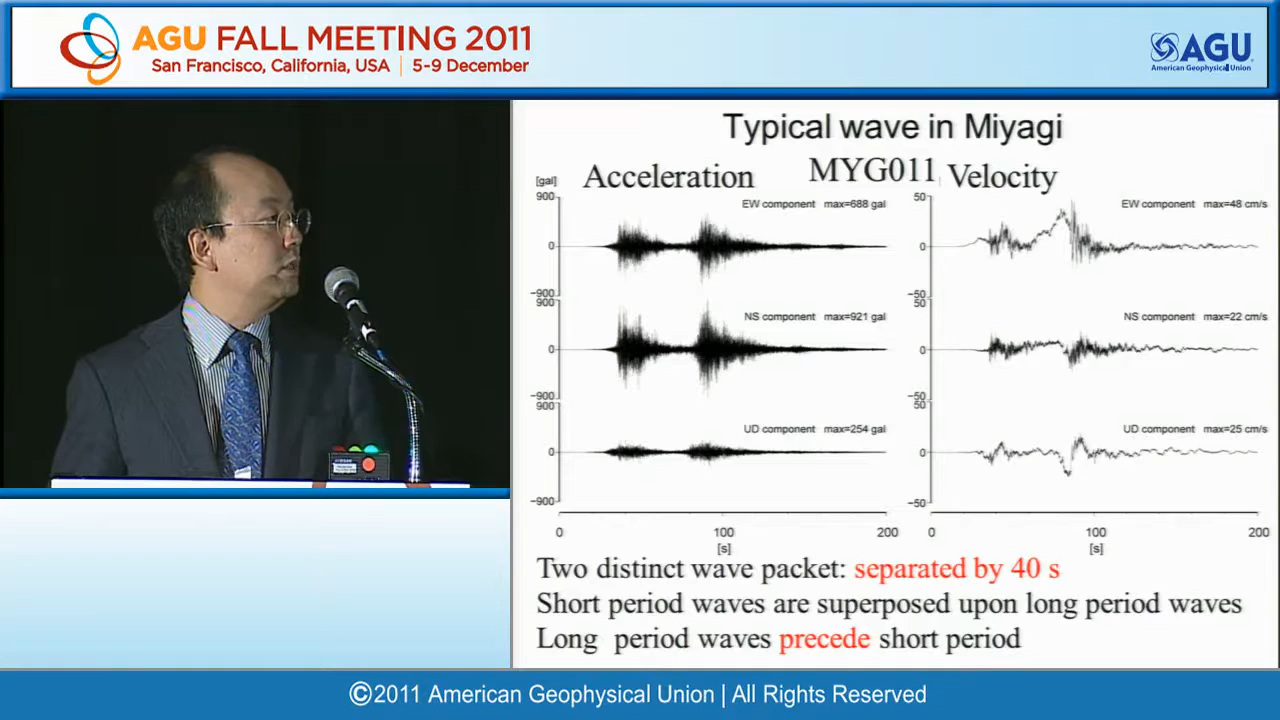 AGU FALL MEETING 2011
San Francisco, California, USA | 5-9 December
AGU
American Geophysical Union
Typical wave in Miyagi
Acceleration MYG011 Velocity
[gal]
900
0
-900
EW component max=688 gal
900
0
-900
NS component max=921 gal
900
0
-900
UD component max=254 gal
0 100 200
[s]
50
0
-50
EW component max=48 cm/s
50
0
-50
NS component max=22 cm/s
50
0
-50
UD component max=25 cm/s
0 100 200
[s]
Two distinct wave packet: separated by 40 s
Short period waves are superposed upon long period waves
Long period waves precede short period
©2011 American Geophysical Union | All Rights Reserved